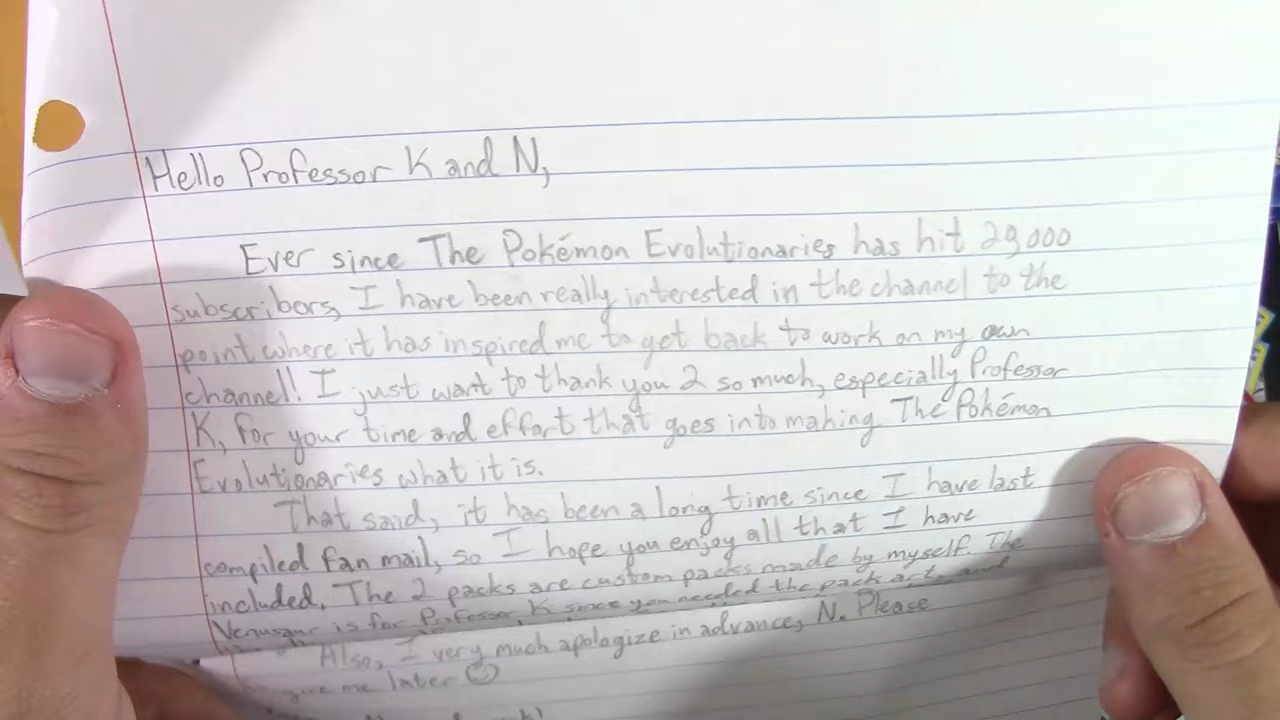 Hello Professor K and N,
Ever since The Pokémon Evolutionaries has hit 29,000
subscribors, I have been really interested in the channel to the
point where it has inspired me to get back to work on my own
channel! I just want to thank you 2 so much, especially Professor
K, for your time and effort that goes into making The Pokémon
Evolutionaries what it is.
That said, it has been a long time since I have last
compiled fan mail, so I hope you enjoy all that I have
included. The 2 packs are custom packs made by myself. The
Venusaur is for Professor K since you needed the pack art, and
Also, I very much apologize in advance, N. Please
me later ☺